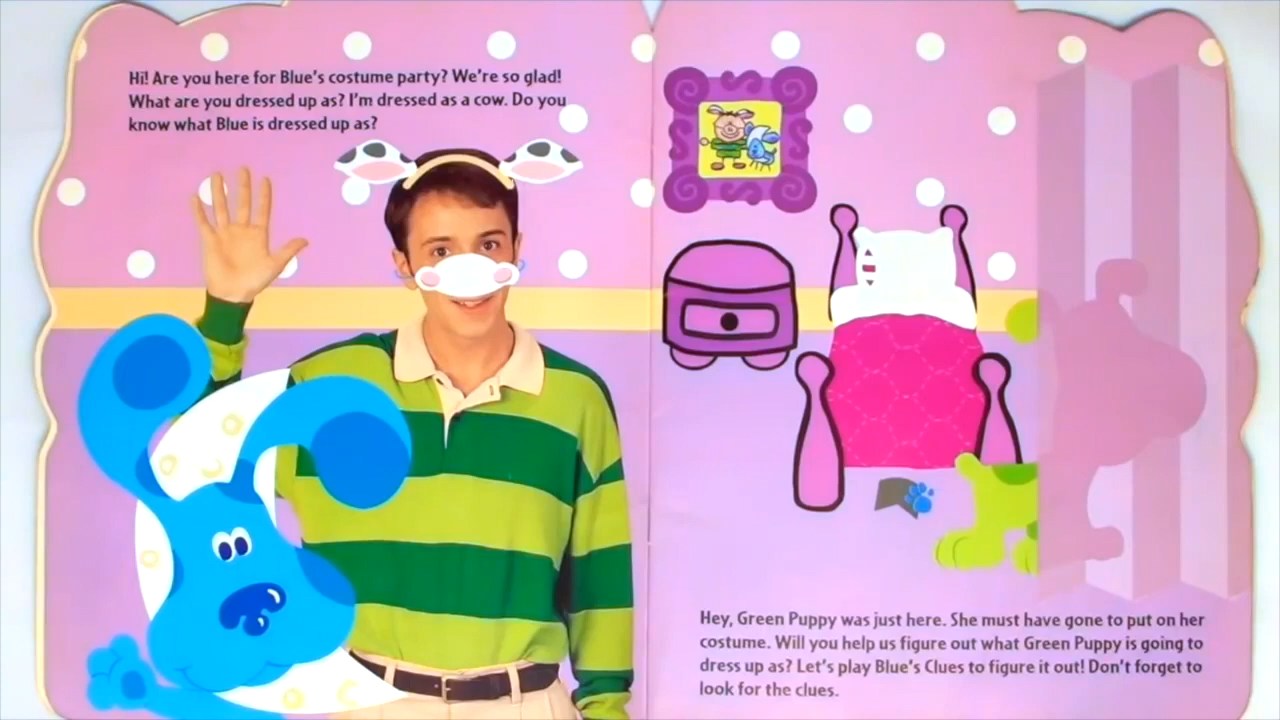 Hi! Are you here for Blue's costume party? We're so glad!
What are you dressed up as? I'm dressed as a cow. Do you
know what Blue is dressed up as?
Hey, Green Puppy was just here. She must have gone to put on her
costume. Will you help us figure out what Green Puppy is going to
dress up as? Let's play Blue's Clues to figure it out! Don't forget to
look for the clues.